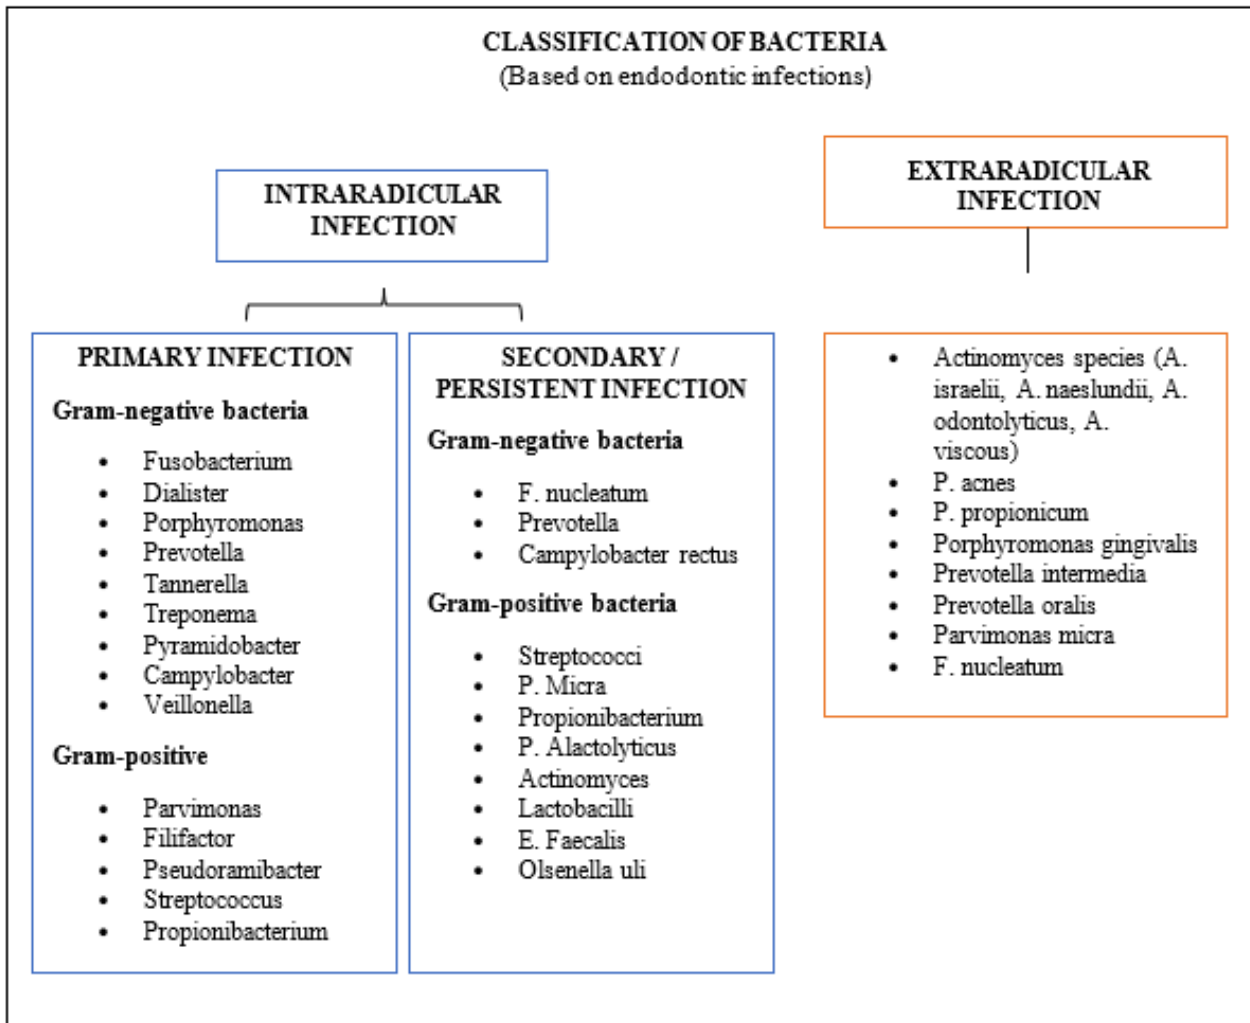 CLASSIFICATION OF BACTERIA
(Based on endodontic infections)
INTRARADICULAR
INFECTION
EXTRARADICULAR
INFECTION
PRIMARY INFECTION
Gram-negative bacteria
• Fusobacterium
• Dialister
• Porphyromonas
• Prevotella
• Tannerella
• Treponema
• Pyramidobacter
• Campylobacter
• Veillonella
Gram-positive
• Parvimonas
• Filifactor
• Pseudoramibacter
• Streptococcus
• Propionibacterium
SECONDARY /
PERSISTENT INFECTION
Gram-negative bacteria
• F. nucleatum
• Prevotella
• Campylobacter rectus
Gram-positive bacteria
• Streptococci
• P. Micra
• Propionibacterium
• P. Alactolyticus
• Actinomyces
• Lactobacilli
• E. Faecalis
• Olsenella uli
• Actinomyces species (A.
israelii, A. naeslundii, A.
odontolyticus, A.
viscous)
• P. acnes
• P. propionicum
• Porphyromonas gingivalis
• Prevotella intermedia
• Prevotella oralis
• Parvimonas micra
• F. nucleatum